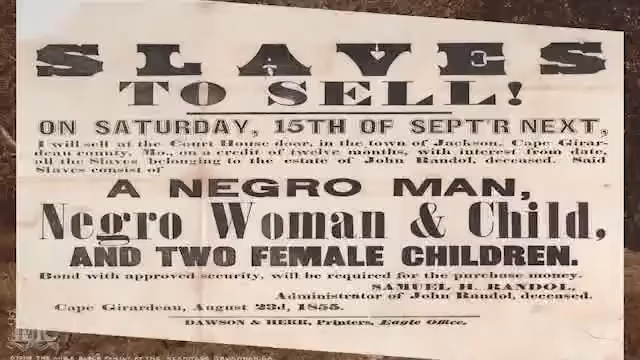 SLAVES
TO SELL!
ON SATURDAY, 15TH OF SEPT'R NEXT,
I will sell at the Court House door, in the town of Jackson, Cape Girar-
deau county, Mo., on a credit of twelve months, with interest from date,
all the Slaves belonging to the estate of John Randol, deceased. Said
Slaves consist of
A NEGRO MAN,
Negro Woman & Child,
AND TWO FEMALE CHILDREN.
Bond with approved security, will be required for the purchase money.
SAMUEL H. RANDOL,
Administrator of John Randol, deceased.
Cape Girardeau, August 23d, 1855.
DAWSON & HERR, Printers, Eagle Office.